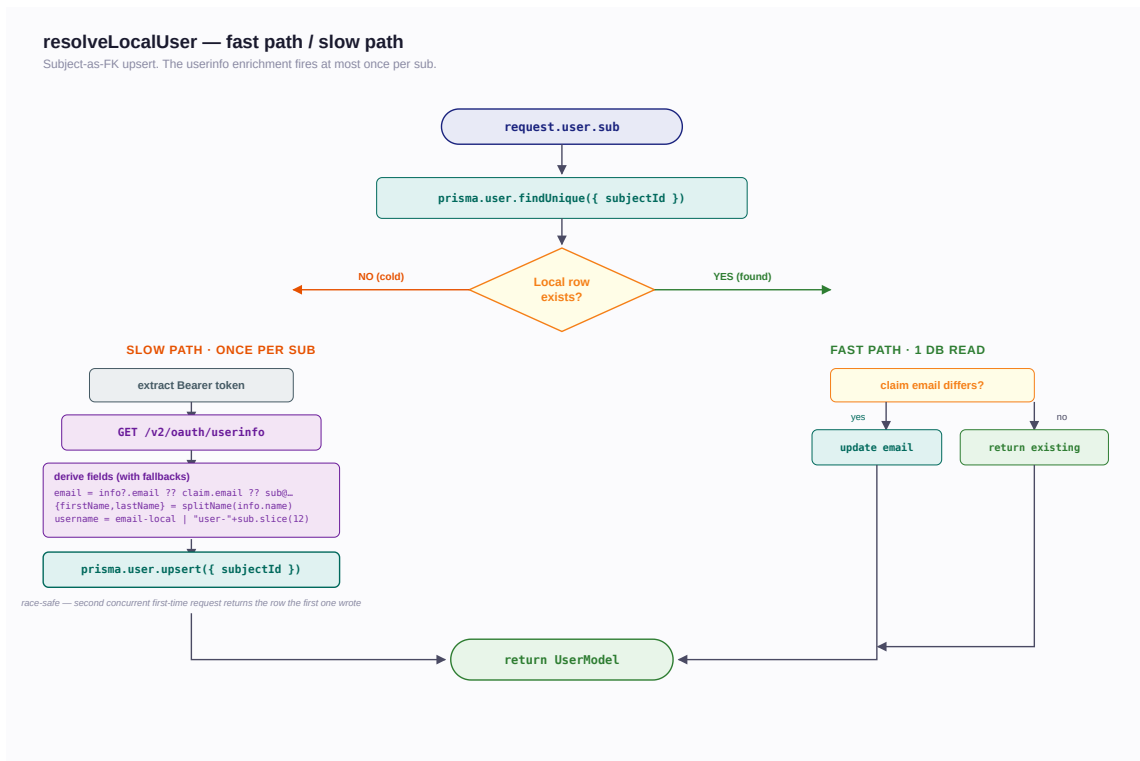 resolveLocalUser — fast path / slow path
Subject-as-FK upsert. The userinfo enrichment fires at most once per sub.
request.user.sub
prisma.user.findUnique({ subjectId })
Local row
exists?
NO (cold)
YES (found)
SLOW PATH · ONCE PER SUB
extract Bearer token
GET /v2/oauth/userinfo
derive fields (with fallbacks)
email = info?.email ?? claim.email ?? sub@…
{firstName,lastName} = splitName(info.name)
username = email-local | "user-"+sub.slice(12)
prisma.user.upsert({ subjectId })
race-safe — second concurrent first-time request returns the row the first one wrote
FAST PATH · 1 DB READ
claim email differs?
yes
no
update email
return existing
return UserModel